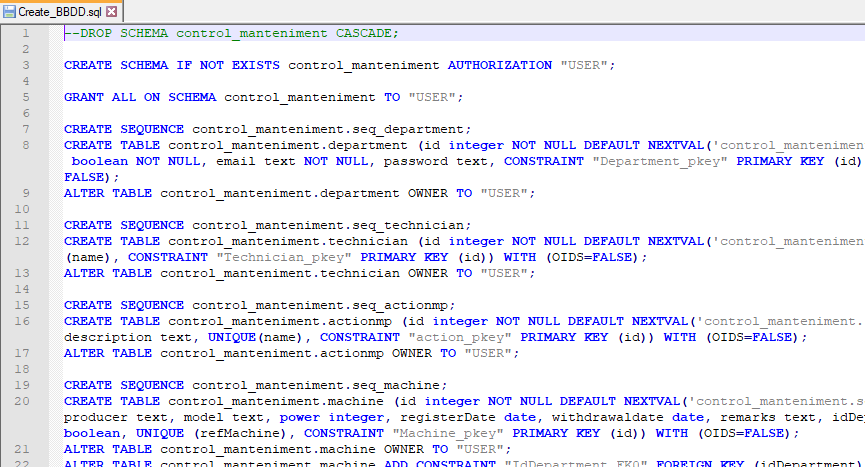 Create_BBDD.sql
1 --DROP SCHEMA control_manteniment CASCADE;
2
3 CREATE SCHEMA IF NOT EXISTS control_manteniment AUTHORIZATION "USER";
4
5 GRANT ALL ON SCHEMA control_manteniment TO "USER";
6
7 CREATE SEQUENCE control_manteniment.seq_department;
8 CREATE TABLE control_manteniment.department (id integer NOT NULL DEFAULT NEXTVAL('control_manteniment
boolean NOT NULL, email text NOT NULL, password text, CONSTRAINT "Department_pkey" PRIMARY KEY (id)
FALSE);
9 ALTER TABLE control_manteniment.department OWNER TO "USER";
10
11 CREATE SEQUENCE control_manteniment.seq_technician;
12 CREATE TABLE control_manteniment.technician (id integer NOT NULL DEFAULT NEXTVAL('control_manteniment
(name), CONSTRAINT "Technician_pkey" PRIMARY KEY (id)) WITH (OIDS=FALSE);
13 ALTER TABLE control_manteniment.technician OWNER TO "USER";
14
15 CREATE SEQUENCE control_manteniment.seq_actionmp;
16 CREATE TABLE control_manteniment.actionmp (id integer NOT NULL DEFAULT NEXTVAL('control_manteniment.
description text, UNIQUE(name), CONSTRAINT "action_pkey" PRIMARY KEY (id)) WITH (OIDS=FALSE);
17 ALTER TABLE control_manteniment.actionmp OWNER TO "USER";
18
19 CREATE SEQUENCE control_manteniment.seq_machine;
20 CREATE TABLE control_manteniment.machine (id integer NOT NULL DEFAULT NEXTVAL('control_manteniment.s
producer text, model text, power integer, registerDate date, withdrawaldate date, remarks text, idDep
boolean, UNIQUE (refMachine), CONSTRAINT "Machine_pkey" PRIMARY KEY (id)) WITH (OIDS=FALSE);
21 ALTER TABLE control_manteniment.machine OWNER TO "USER";
22 ALTER TABLE control_manteniment.machine ADD CONSTRAINT "IdDepartment_FK0" FOREIGN KEY (idDepartment)